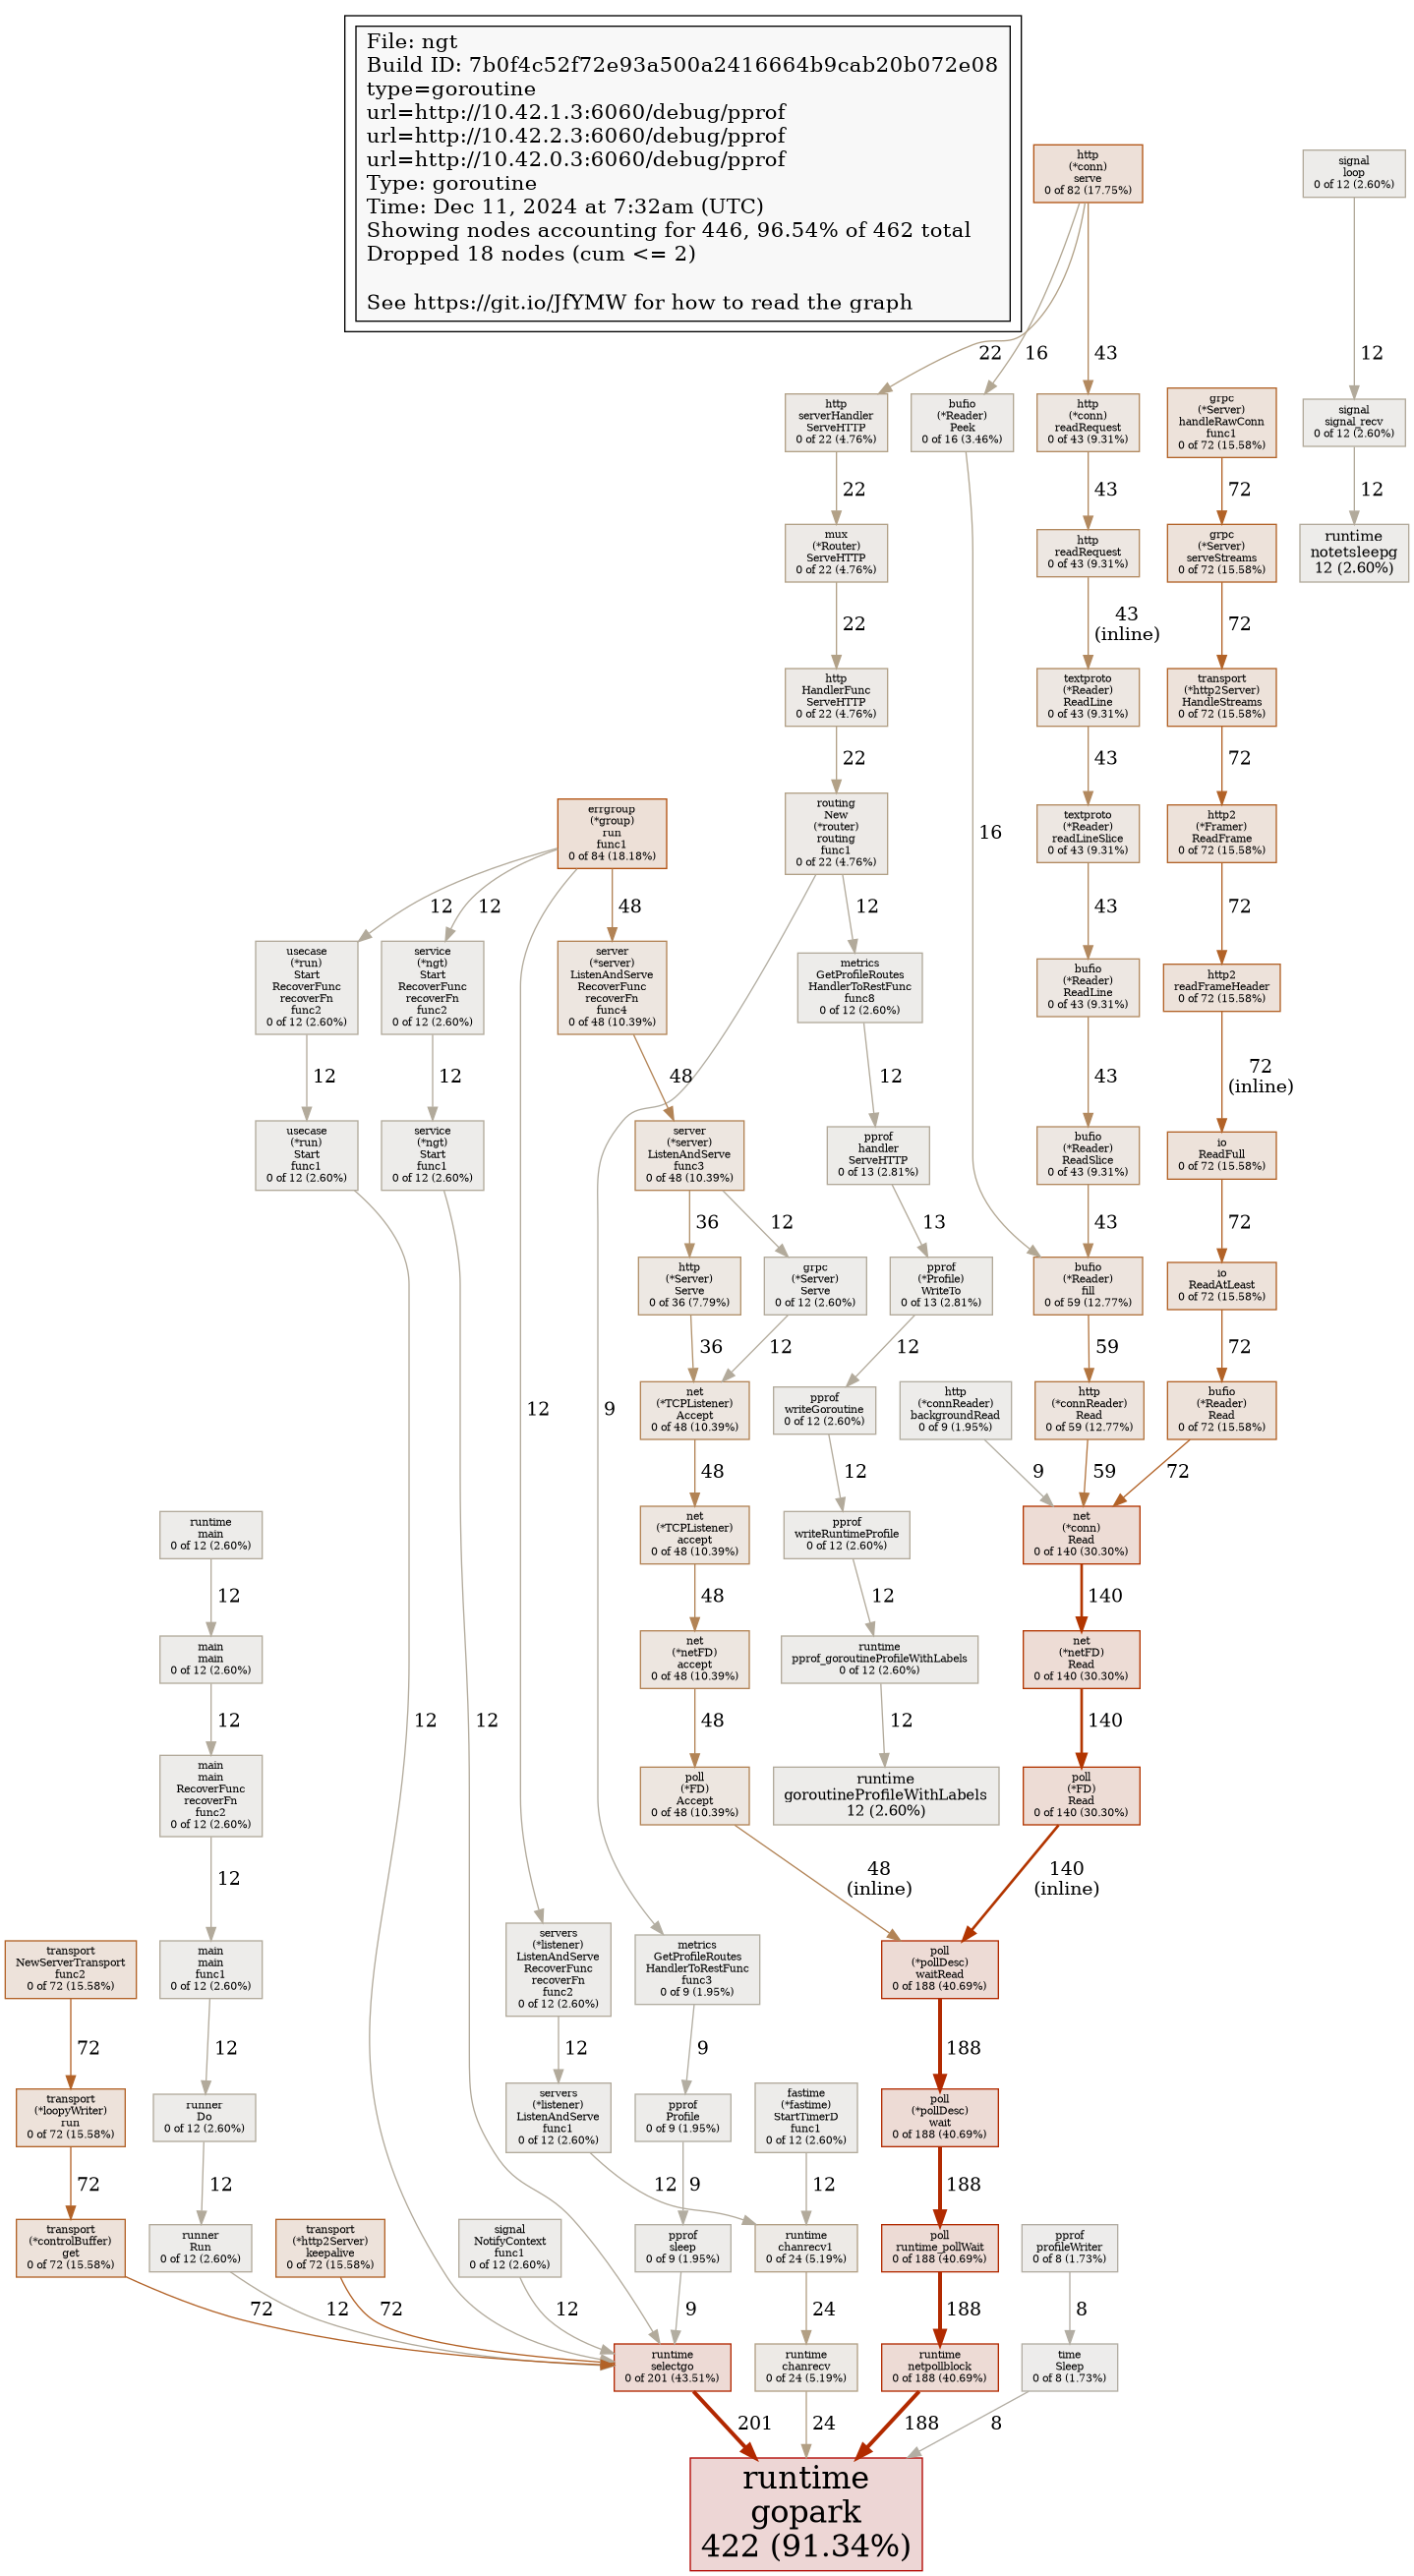 File: ngt
Build ID: 7b0f4c52f72e93a500a2416664b9cab20b072e08
type=goroutine
url=http://10.42.1.3:6060/debug/pprof
url=http://10.42.2.3:6060/debug/pprof
url=http://10.42.0.3:6060/debug/pprof
Type: goroutine
Time: Dec 11, 2024 at 7:32am (UTC)
Showing nodes accounting for 446, 96.54% of 462 total
Dropped 18 nodes (cum <= 2)
See https://git.io/JfYMW for how to read the graph
http
(*conn)
serve
0 of 82 (17.75%)
signal
loop
0 of 12 (2.60%)
22
16
43
12
http
serverHandler
ServeHTTP
0 of 22 (4.76%)
bufio
(*Reader)
Peek
0 of 16 (3.46%)
http
(*conn)
readRequest
0 of 43 (9.31%)
grpc
(*Server)
handleRawConn
func1
0 of 72 (15.58%)
signal
signal_recv
0 of 12 (2.60%)
22
43
72
12
mux
(*Router)
ServeHTTP
0 of 22 (4.76%)
http
readRequest
0 of 43 (9.31%)
grpc
(*Server)
serveStreams
0 of 72 (15.58%)
runtime
notetsleepg
12 (2.60%)
22
43
(inline)
72
http
HandlerFunc
ServeHTTP
0 of 22 (4.76%)
textproto
(*Reader)
ReadLine
0 of 43 (9.31%)
transport
(*http2Server)
HandleStreams
0 of 72 (15.58%)
22
43
72
errgroup
(*group)
run
func1
0 of 84 (18.18%)
routing
New
(*router)
routing
func1
0 of 22 (4.76%)
16
textproto
(*Reader)
readLineSlice
0 of 43 (9.31%)
http2
(*Framer)
ReadFrame
0 of 72 (15.58%)
12
12
48
12
43
72
usecase
(*run)
Start
RecoverFunc
recoverFn
func2
0 of 12 (2.60%)
service
(*ngt)
Start
RecoverFunc
recoverFn
func2
0 of 12 (2.60%)
server
(*server)
ListenAndServe
RecoverFunc
recoverFn
func4
0 of 48 (10.39%)
metrics
GetProfileRoutes
HandlerToRestFunc
func8
0 of 12 (2.60%)
bufio
(*Reader)
ReadLine
0 of 43 (9.31%)
http2
readFrameHeader
0 of 72 (15.58%)
12
12
48
12
43
72
(inline)
usecase
(*run)
Start
func1
0 of 12 (2.60%)
service
(*ngt)
Start
func1
0 of 12 (2.60%)
server
(*server)
ListenAndServe
func3
0 of 48 (10.39%)
pprof
handler
ServeHTTP
0 of 13 (2.81%)
bufio
(*Reader)
ReadSlice
0 of 43 (9.31%)
io
ReadFull
0 of 72 (15.58%)
36
12
13
43
72
http
(*Server)
Serve
0 of 36 (7.79%)
grpc
(*Server)
Serve
0 of 12 (2.60%)
pprof
(*Profile)
WriteTo
0 of 13 (2.81%)
bufio
(*Reader)
fill
0 of 59 (12.77%)
io
ReadAtLeast
0 of 72 (15.58%)
36
12
12
59
72
12
9
net
(*TCPListener)
Accept
0 of 48 (10.39%)
pprof
writeGoroutine
0 of 12 (2.60%)
http
(*connReader)
backgroundRead
0 of 9 (1.95%)
http
(*connReader)
Read
0 of 59 (12.77%)
bufio
(*Reader)
Read
0 of 72 (15.58%)
48
12
9
59
72
runtime
main
0 of 12 (2.60%)
net
(*TCPListener)
accept
0 of 48 (10.39%)
pprof
writeRuntimeProfile
0 of 12 (2.60%)
net
(*conn)
Read
0 of 140 (30.30%)
12
48
12
140
main
main
0 of 12 (2.60%)
net
(*netFD)
accept
0 of 48 (10.39%)
runtime
pprof_goroutineProfileWithLabels
0 of 12 (2.60%)
net
(*netFD)
Read
0 of 140 (30.30%)
12
12
12
48
12
140
main
main
RecoverFunc
recoverFn
func2
0 of 12 (2.60%)
poll
(*FD)
Accept
0 of 48 (10.39%)
runtime
goroutineProfileWithLabels
12 (2.60%)
poll
(*FD)
Read
0 of 140 (30.30%)
12
48
(inline)
140
(inline)
transport
NewServerTransport
func2
0 of 72 (15.58%)
main
main
func1
0 of 12 (2.60%)
servers
(*listener)
ListenAndServe
RecoverFunc
recoverFn
func2
0 of 12 (2.60%)
metrics
GetProfileRoutes
HandlerToRestFunc
func3
0 of 9 (1.95%)
poll
(*pollDesc)
waitRead
0 of 188 (40.69%)
72
12
12
9
188
transport
(*loopyWriter)
run
0 of 72 (15.58%)
runner
Do
0 of 12 (2.60%)
servers
(*listener)
ListenAndServe
func1
0 of 12 (2.60%)
pprof
Profile
0 of 9 (1.95%)
fastime
(*fastime)
StartTimerD
func1
0 of 12 (2.60%)
poll
(*pollDesc)
wait
0 of 188 (40.69%)
72
12
12
9
12
188
transport
(*controlBuffer)
get
0 of 72 (15.58%)
runner
Run
0 of 12 (2.60%)
transport
(*http2Server)
keepalive
0 of 72 (15.58%)
signal
NotifyContext
func1
0 of 12 (2.60%)
pprof
sleep
0 of 9 (1.95%)
runtime
chanrecv1
0 of 24 (5.19%)
poll
runtime_pollWait
0 of 188 (40.69%)
pprof
profileWriter
0 of 8 (1.73%)
72
12
72
12
9
24
188
8
runtime
selectgo
0 of 201 (43.51%)
runtime
chanrecv
0 of 24 (5.19%)
runtime
netpollblock
0 of 188 (40.69%)
time
Sleep
0 of 8 (1.73%)
201
24
188
8
runtime
gopark
422 (91.34%)